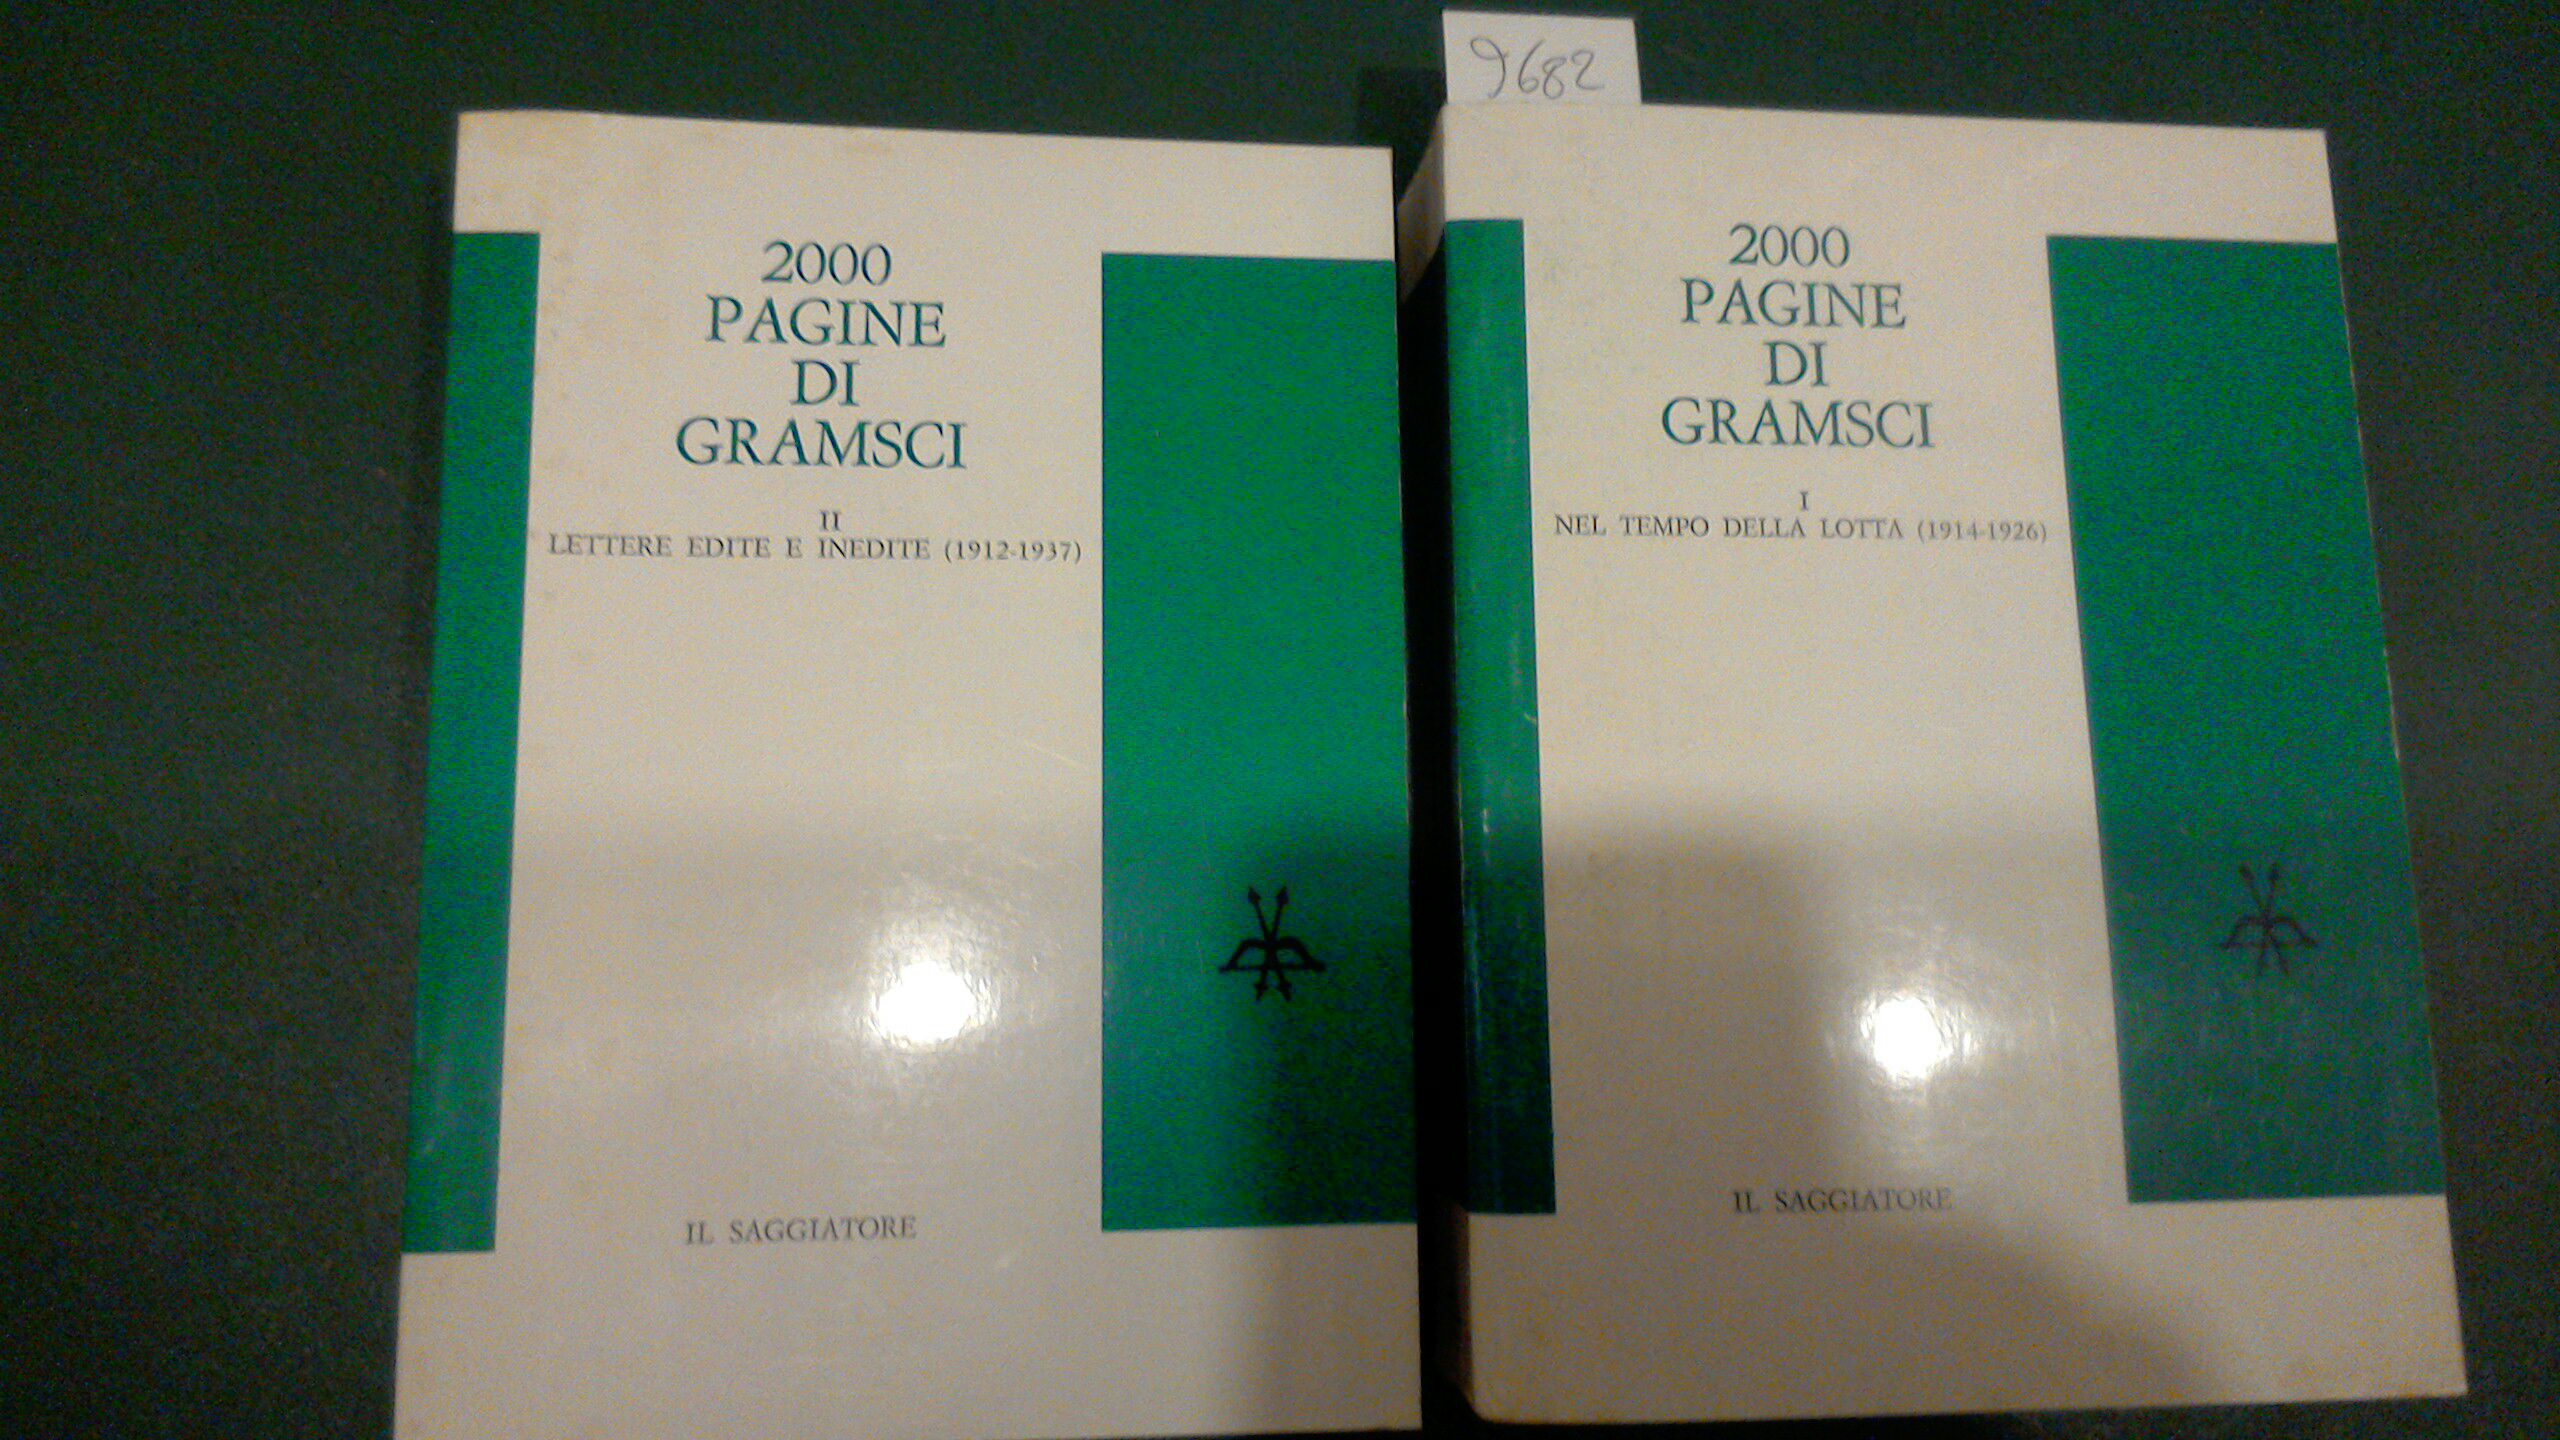 2000
PAGINE
DI
GRAMSCI
II
LETTERE EDITE E INEDITE (1912-1937)
IL SAGGIATORE
9682
2000
PAGINE
DI
GRAMSCI
I
NEL TEMPO DELLA LOTTA (1914-1926)
IL SAGGIATORE